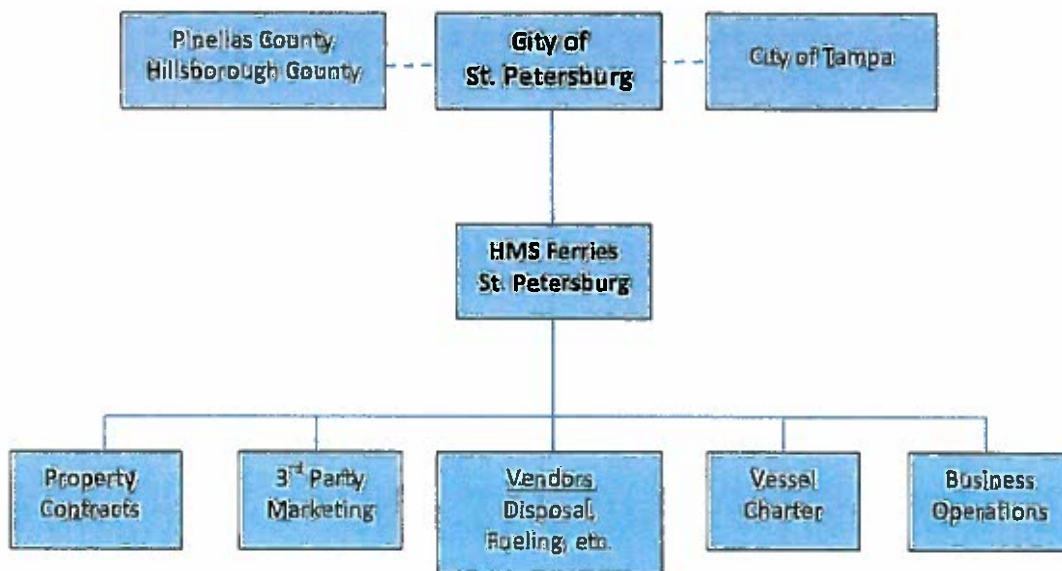 Pinellas County
Hillsborough County
City of
St. Petersburg
City of Tampa
HMS Ferries
St. Petersburg
Property
Contracts
3rd Party
Marketing
Vendors
Disposal,
Fueling, etc.
Vessel
Charter
Business
Operations